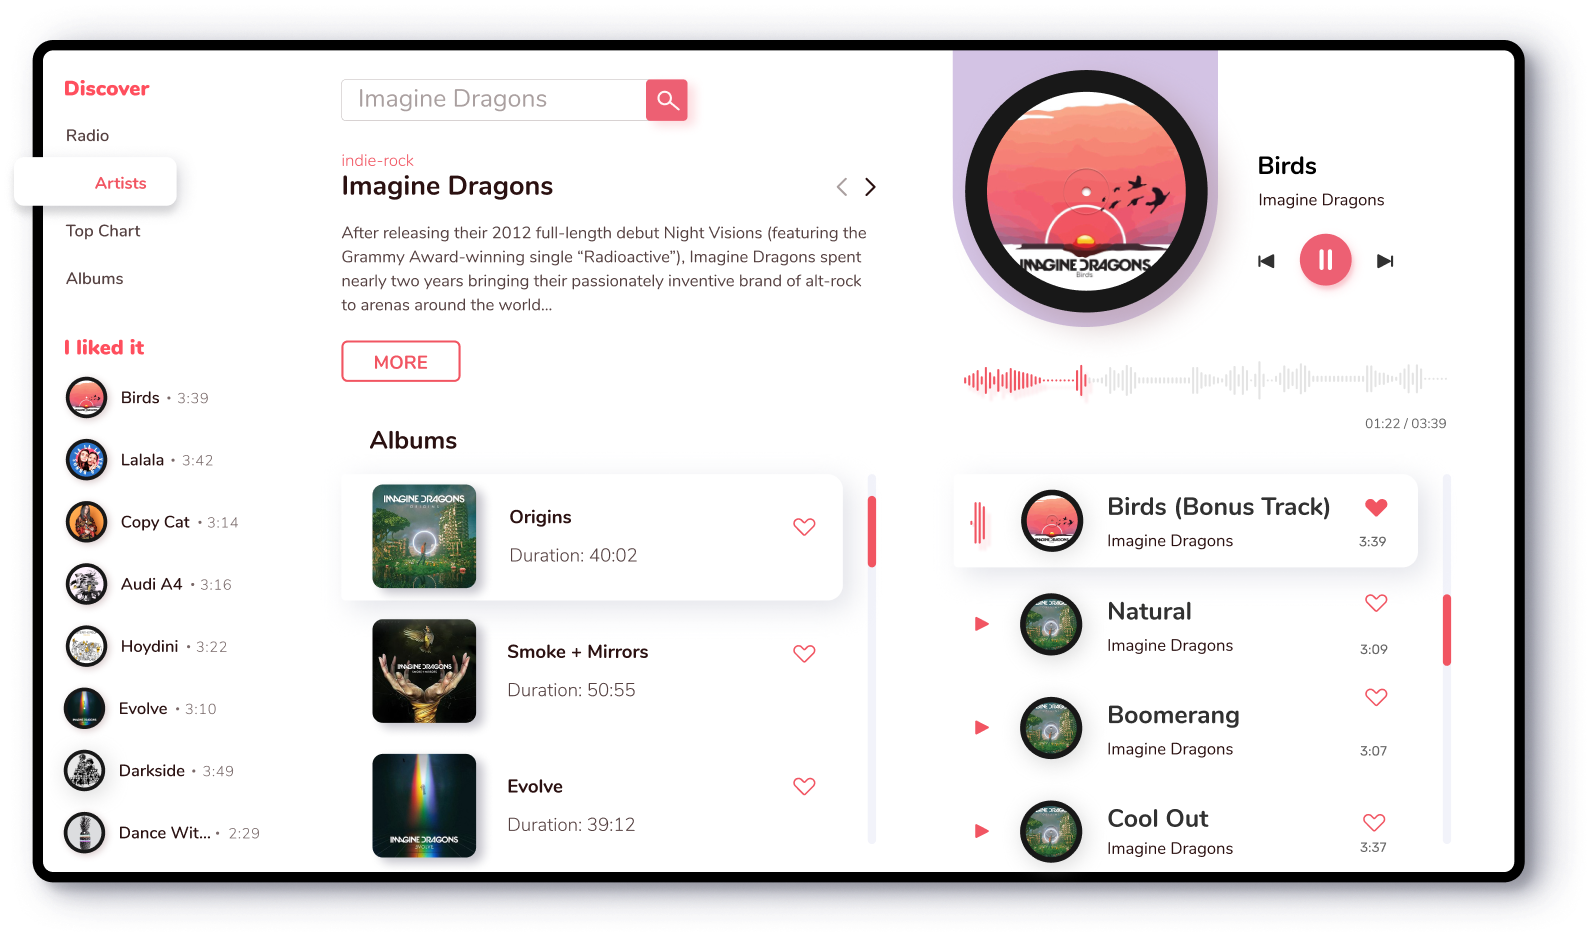 Discover
Radio
Artists
Top Chart
Albums
I liked it
Birds • 3:39
Lalala • 3:42
Copy Cat • 3:14
Audi A4 • 3:16
Hoydini • 3:22
Evolve • 3:10
Darkside • 3:49
Dance Wit... • 2:29
Imagine Dragons
indie-rock
Imagine Dragons
After releasing their 2012 full-length debut Night Visions (featuring the
Grammy Award-winning single “Radioactive”), Imagine Dragons spent
nearly two years bringing their passionately inventive brand of alt-rock
to arenas around the world...
MORE
Albums
IMAGINE DRAGONS
ORIGINS
Origins
Duration: 40:02
IMAGINE DRAGONS
SMOKE + MIRRORS
Smoke + Mirrors
Duration: 50:55
IMAGINE DRAGONS
EVOLVE
Evolve
Duration: 39:12
IMAGINE DRAGONS
Birds
Birds
Imagine Dragons
01:22 / 03:39
Birds (Bonus Track)
Imagine Dragons
3:39
Natural
Imagine Dragons
3:09
Boomerang
Imagine Dragons
3:07
Cool Out
Imagine Dragons
3:37